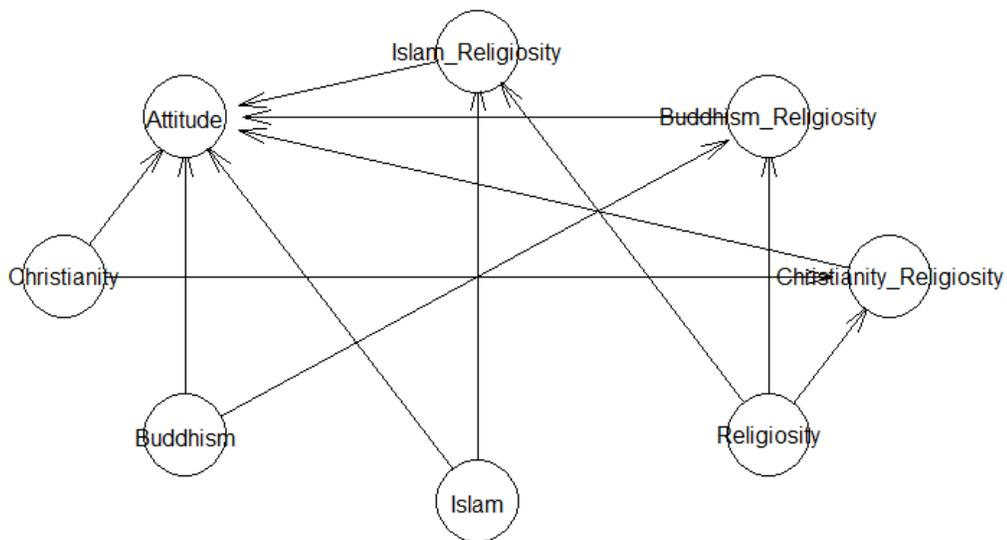 Islam_Religiosity
Attitude
Buddhism_Religiosity
Christianity
Christianity_Religiosity
Buddhism
Religiosity
Islam